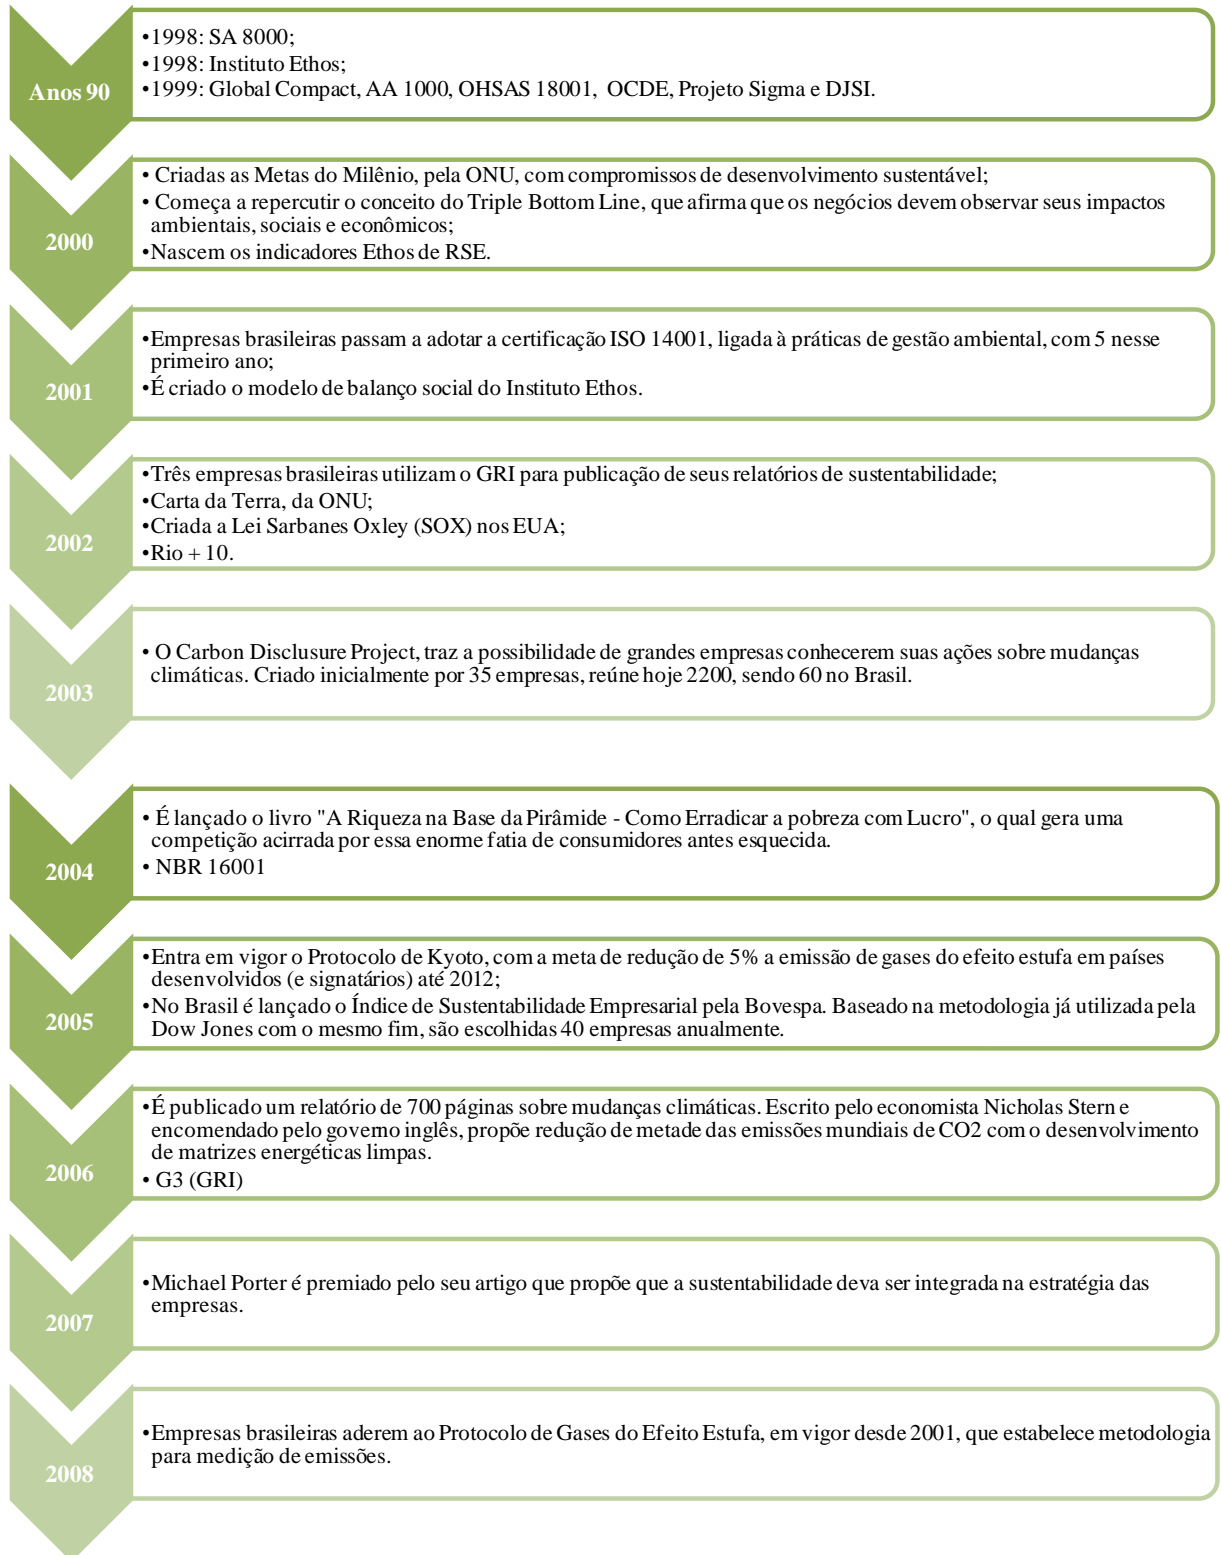 Anos 90
•1998: SA 8000;
•1998: Instituto Ethos;
•1999: Global Compact, AA 1000, OHSAS 18001, OCDE, Projeto Sigma e DJSI.
2000
• Criadas as Metas do Milênio, pela ONU, com compromissos de desenvolvimento sustentável;
• Começa a repercutir o conceito do Triple Bottom Line, que afirma que os negócios devem observar seus impactos
ambientais, sociais e econômicos;
•Nascem os indicadores Ethos de RSE.
2001
•Empresas brasileiras passam a adotar a certificação ISO 14001, ligada à práticas de gestão ambiental, com 5 nesse
primeiro ano;
•É criado o modelo de balanço social do Instituto Ethos.
2002
•Três empresas brasileiras utilizam o GRI para publicação de seus relatórios de sustentabilidade;
•Carta da Terra, da ONU;
•Criada a Lei Sarbanes Oxley (SOX) nos EUA;
•Rio + 10.
2003
• O Carbon Disclusure Project, traz a possibilidade de grandes empresas conhecerem suas ações sobre mudanças
climáticas. Criado inicialmente por 35 empresas, reúne hoje 2200, sendo 60 no Brasil.
2004
• É lançado o livro "A Riqueza na Base da Pirâmide - Como Erradicar a pobreza com Lucro", o qual gera uma
competição acirrada por essa enorme fatia de consumidores antes esquecida.
• NBR 16001
2005
•Entra em vigor o Protocolo de Kyoto, com a meta de redução de 5% a emissão de gases do efeito estufa em países
desenvolvidos (e signatários) até 2012;
•No Brasil é lançado o Índice de Sustentabilidade Empresarial pela Bovespa. Baseado na metodologia já utilizada pela
Dow Jones com o mesmo fim, são escolhidas 40 empresas anualmente.
2006
•É publicado um relatório de 700 páginas sobre mudanças climáticas. Escrito pelo economista Nicholas Stern e
encomendado pelo governo inglês, propõe redução de metade das emissões mundiais de CO2 com o desenvolvimento
de matrizes energéticas limpas.
• G3 (GRI)
2007
•Michael Porter é premiado pelo seu artigo que propõe que a sustentabilidade deva ser integrada na estratégia das
empresas.
2008
•Empresas brasileiras aderem ao Protocolo de Gases do Efeito Estufa, em vigor desde 2001, que estabelece metodologia
para medição de emissões.